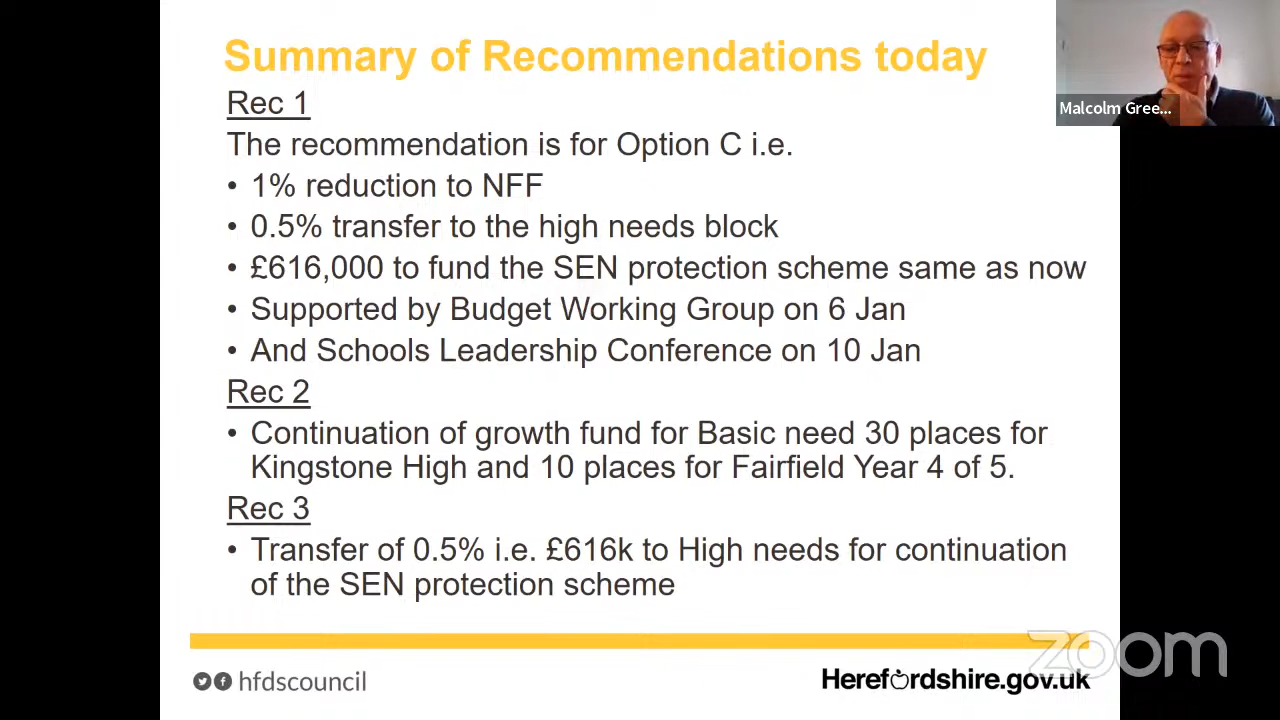 Summary of Recommendations today
Rec 1
The recommendation is for Option C i.e.
• 1% reduction to NFF
• 0.5% transfer to the high needs block
• £616,000 to fund the SEN protection scheme same as now
• Supported by Budget Working Group on 6 Jan
• And Schools Leadership Conference on 10 Jan
Rec 2
• Continuation of growth fund for Basic need 30 places for
Kingstone High and 10 places for Fairfield Year 4 of 5.
Rec 3
• Transfer of 0.5% i.e. £616k to High needs for continuation
of the SEN protection scheme
hfdscouncil
Herefordshire.gov.uk
Malcolm Gree...
zoom